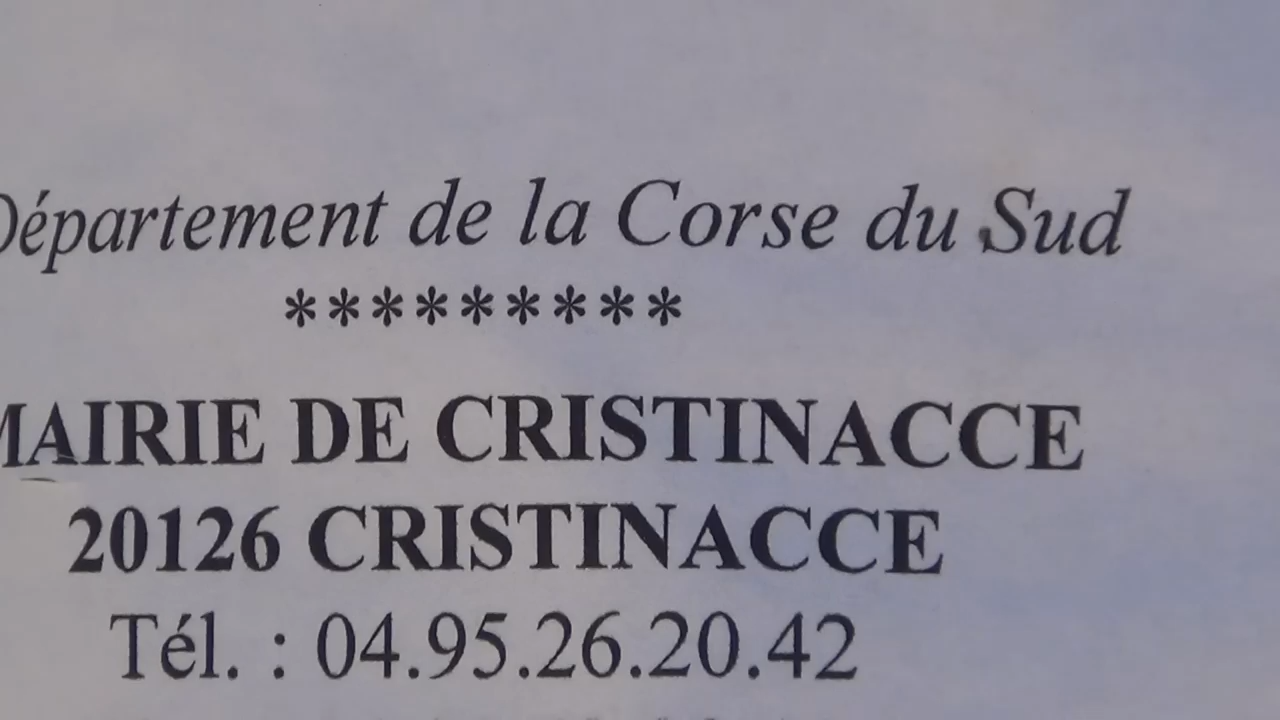 Département de la Corse du Sud
*********
MAIRIE DE CRISTINACCE
20126 CRISTINACCE
Tél. : 04.95.26.20.42